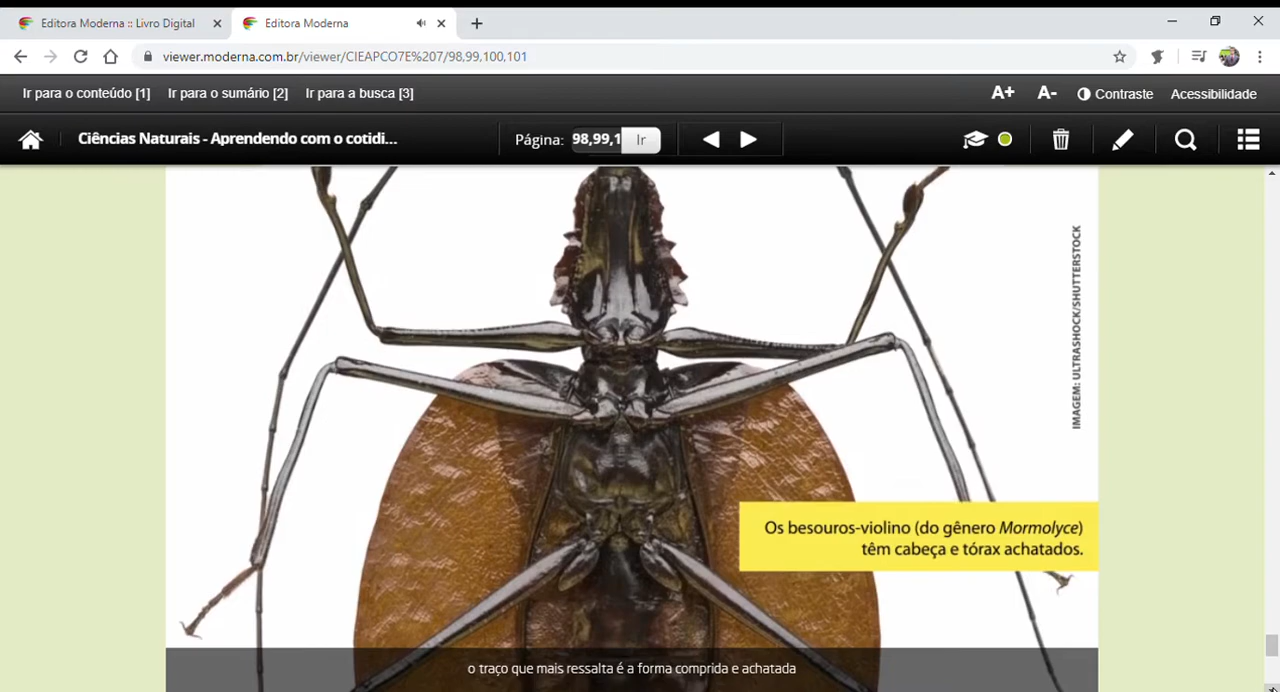 Editora Moderna :: Livro Digital
Editora Moderna
viewer.moderna.com.br/viewer/CIEAPCO7E%207/98,99,100,101
Ir para o conteúdo [1] Ir para o sumário [2] Ir para a busca [3]
A+ A- Contraste Acessibilidade
Ciências Naturais - Aprendendo com o cotidi...
Página: 98,99,1 Ir
IMAGEM: ULTRASHOCK/SHUTTERSTOCK
Os besouros-violino (do gênero Mormolyce)
têm cabeça e tórax achatados.
o traço que mais ressalta é a forma comprida e achatada